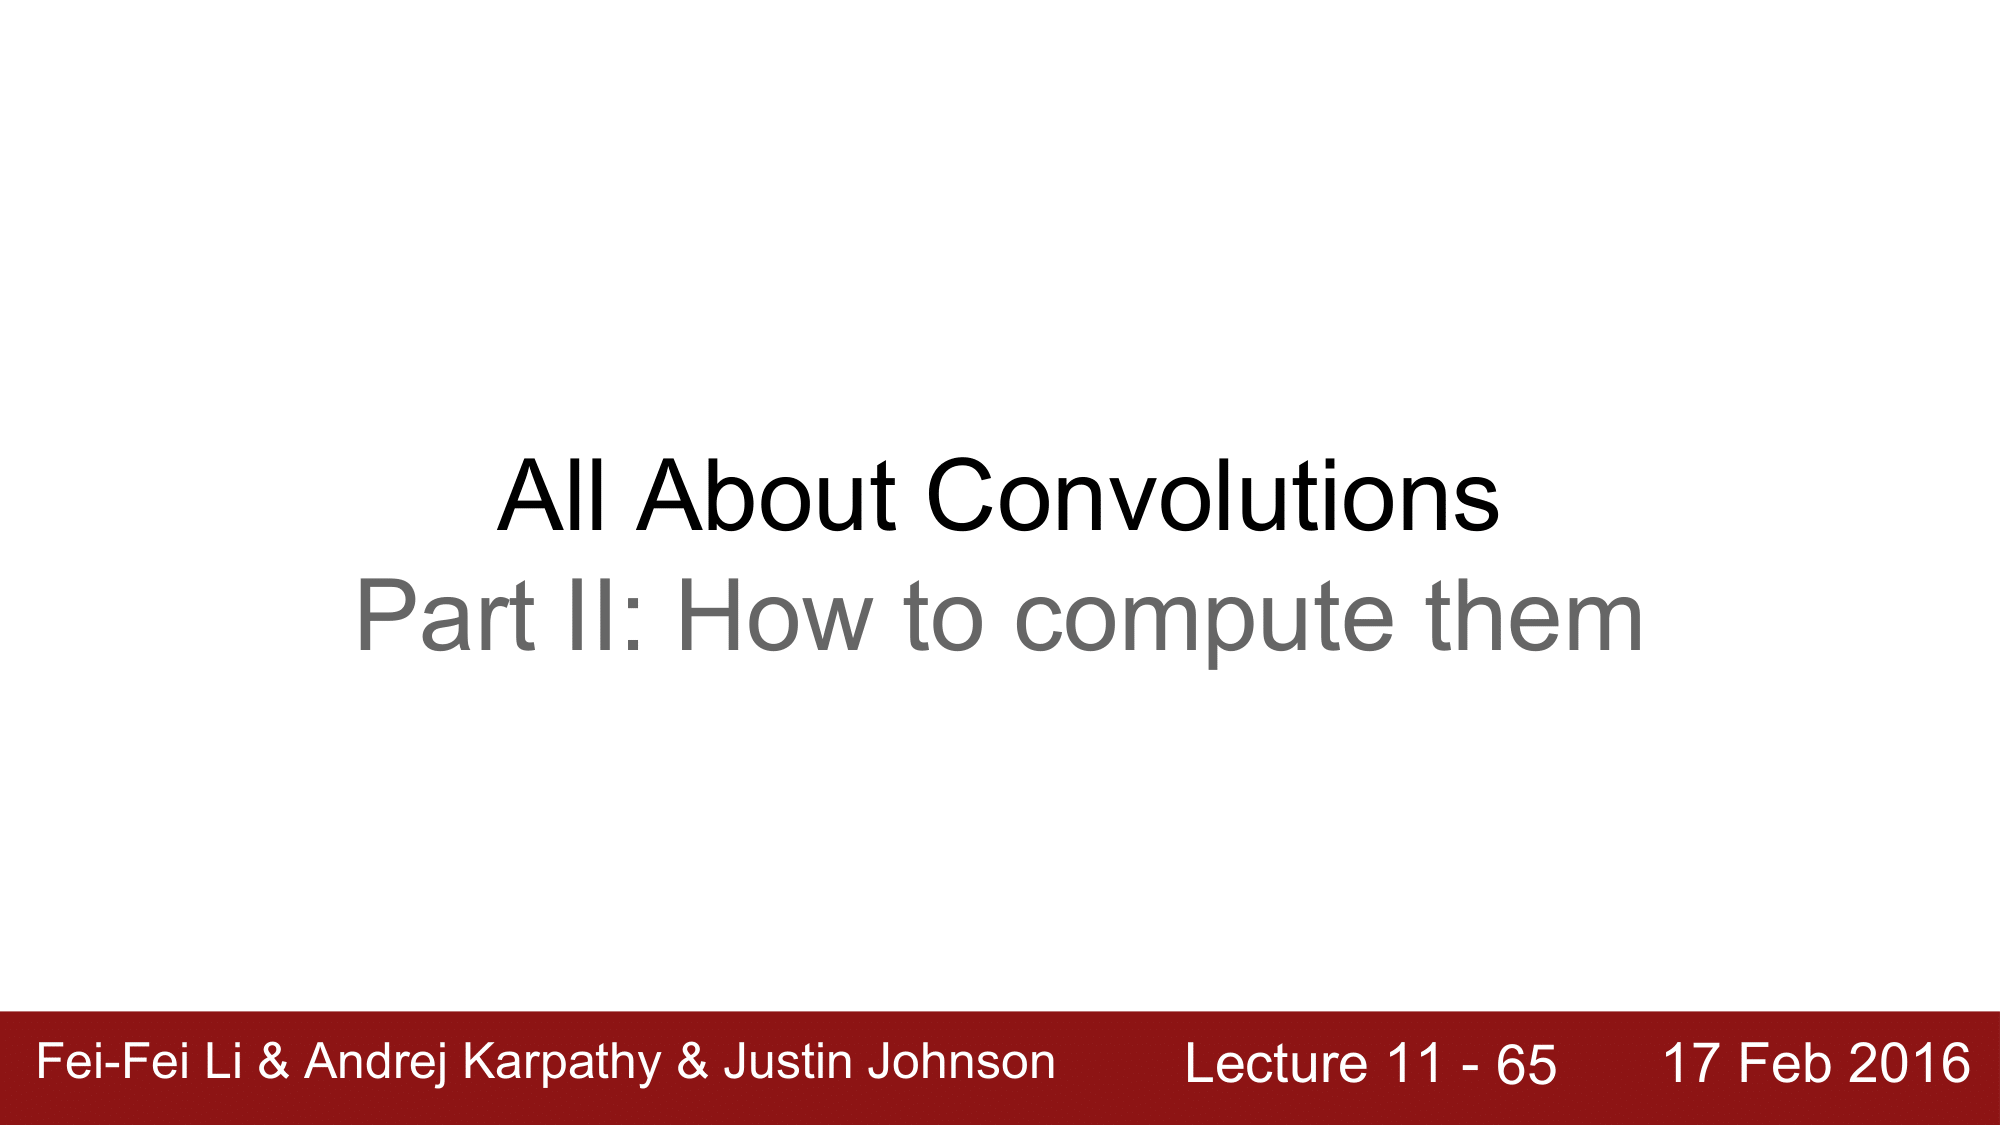 All About Convolutions
Part II: How to compute them
Fei-Fei Li & Andrej Karpathy & Justin Johnson Lecture 11 - 65 17 Feb 2016